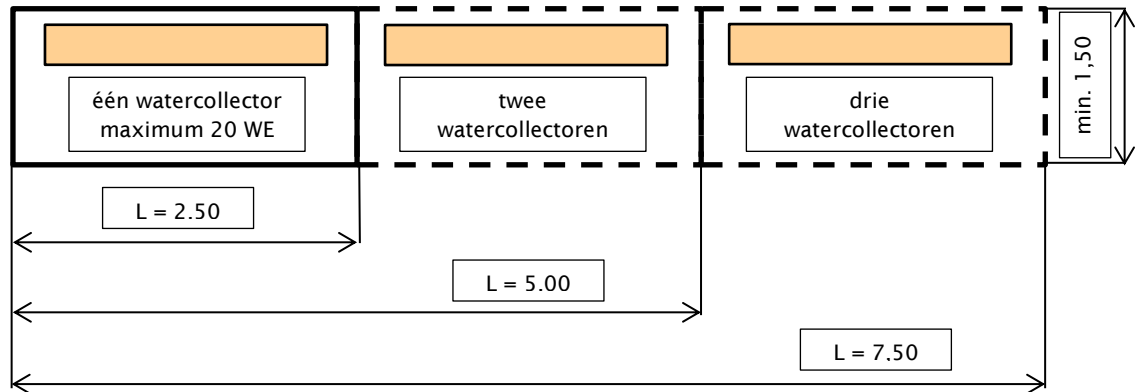 één watercollector
maximum 20 WE
twee
watercollectoren
drie
watercollectoren
min. 1,50
L = 2.50
L = 5.00
L = 7.50